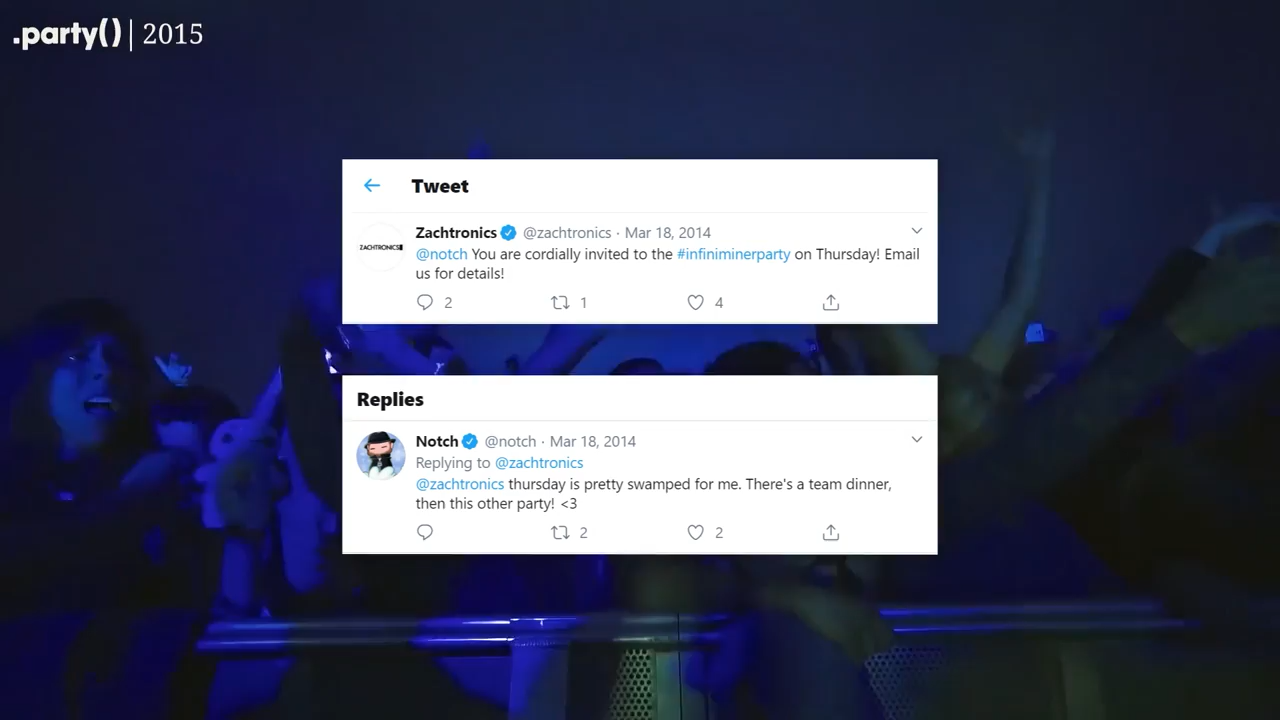 .party() | 2015
Tweet
Zachtronics @zachtronics · Mar 18, 2014
ZACHTRONICS
@notch You are cordially invited to the #infiniminerparty on Thursday! Email
us for details!
2 1 4
Replies
Notch @notch · Mar 18, 2014
Replying to @zachtronics
@zachtronics thursday is pretty swamped for me. There's a team dinner,
then this other party! <3
2 2